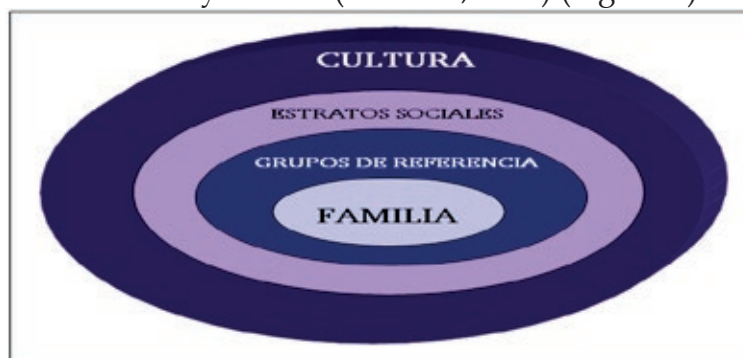 CULTURA
ESTRATOS SOCIALES
GRUPOS DE REFERENCIA
FAMILIA